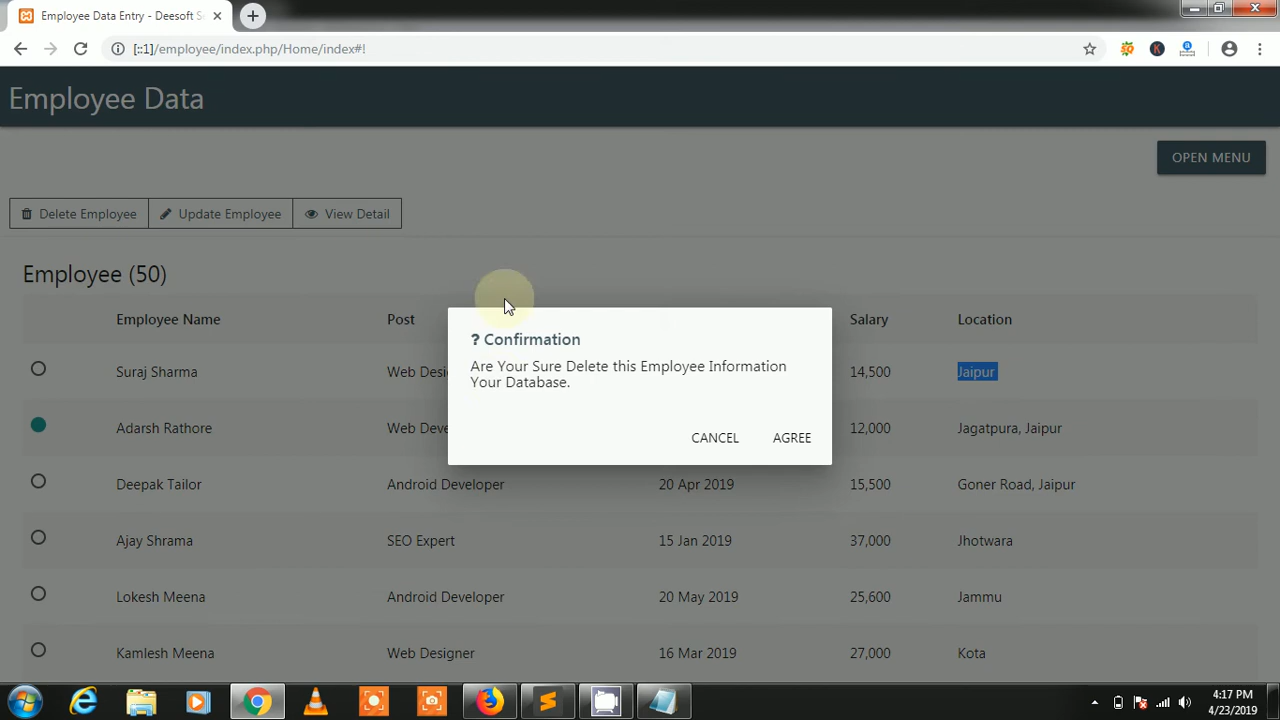 Employee Data Entry - Deesoft S
[::1]/employee/index.php/Home/index#!
Employee Data
OPEN MENU
Delete Employee Update Employee View Detail
Employee (50)
Employee Name Post Salary Location
Suraj Sharma Web Desi 14,500 Jaipur
Adarsh Rathore Web Deve 12,000 Jagatpura, Jaipur
Deepak Tailor Android Developer 20 Apr 2019 15,500 Goner Road, Jaipur
Ajay Shrama SEO Expert 15 Jan 2019 37,000 Jhotwara
Lokesh Meena Android Developer 20 May 2019 25,600 Jammu
Kamlesh Meena Web Designer 16 Mar 2019 27,000 Kota
? Confirmation
Are Your Sure Delete this Employee Information
Your Database.
CANCEL AGREE
4:17 PM
4/23/2019